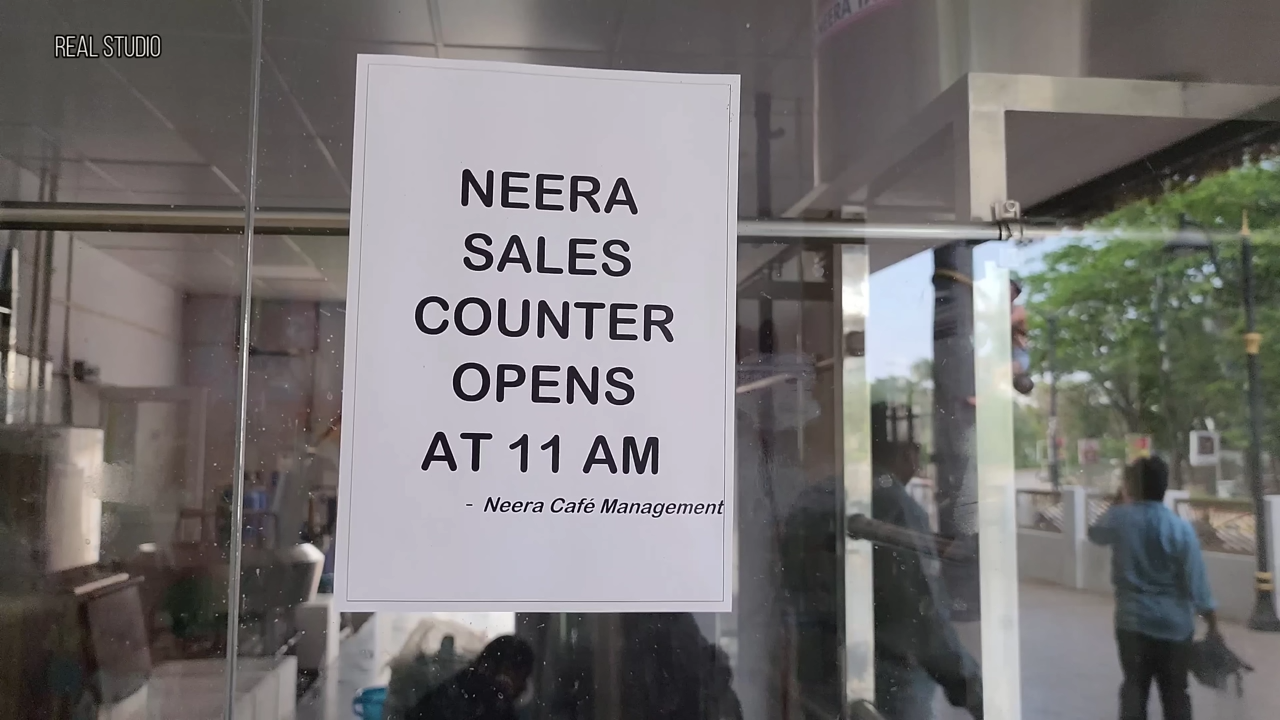 REAL STUDIO
NEERA
SALES
COUNTER
OPENS
AT 11 AM
- Neera Café Management